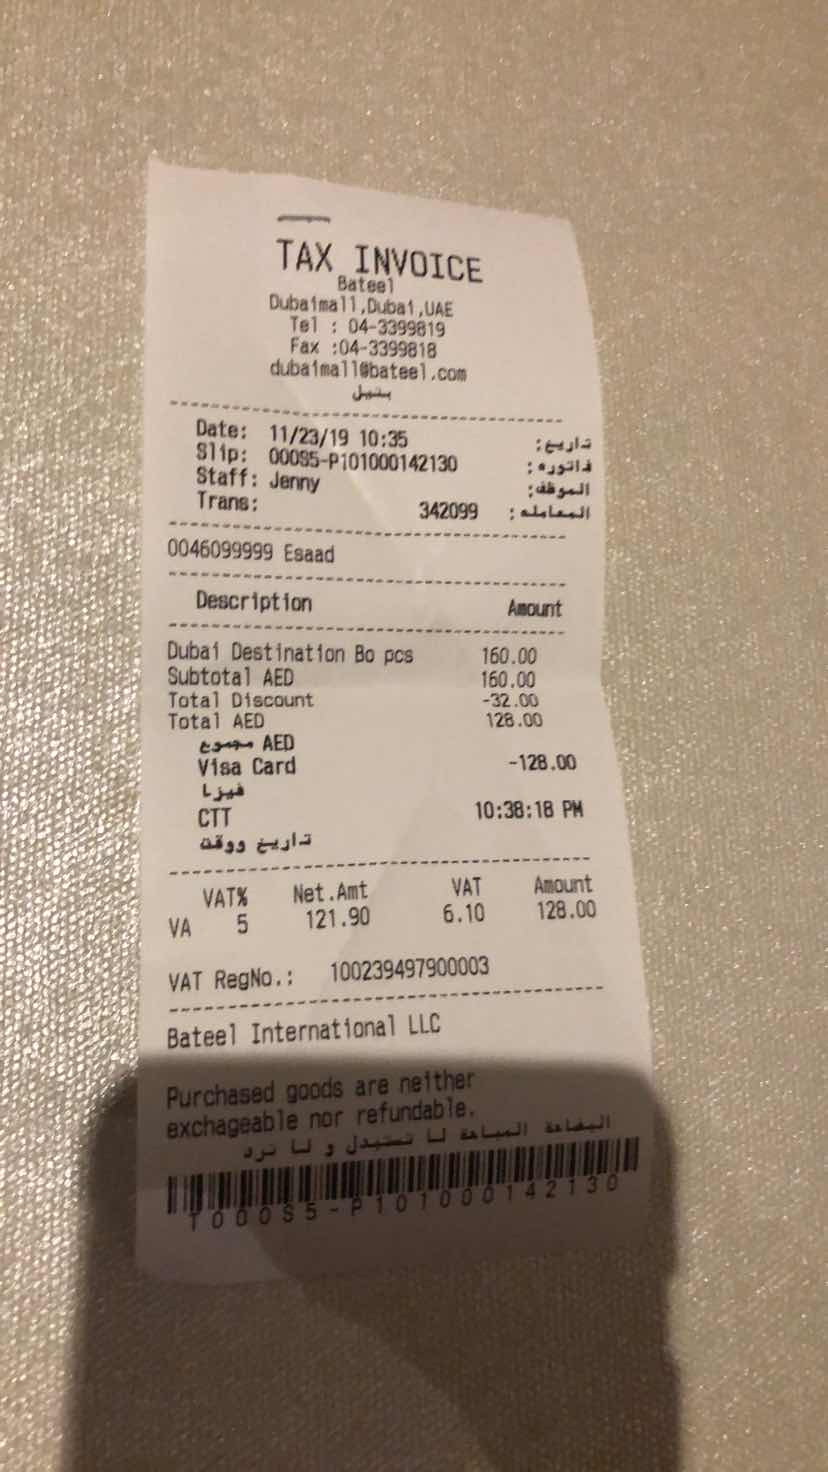 TAX INVOICE
Bateel
Dubaimall,Dubai,UAE
Tel : 04-3399819
Fax :04-3399818
dubaimall@bateel.com
بتيل
Date: 11/23/19 10:35 تاريخ:
Slip: 000S5-P101000142130 فاتوره:
Staff: Jenny الموظف:
Trans: 342099 المعامله:
0046099999 Esaad
Description Amount
Dubai Destination Bo pcs 160.00
Subtotal AED 160.00
Total Discount -32.00
Total AED 128.00
مجموع AED
Visa Card -128.00
فيزا
CTT 10:38:18 PM
تاريخ ووقت
VAT% Net.Amt VAT Amount
VA 5 121.90 6.10 128.00
VAT RegNo.: 100239497900003
Bateel International LLC
Purchased goods are neither
exchageable nor refundable.
البضاعة المباعة لا تستبدل و لا ترد
T000S5-P101000142130